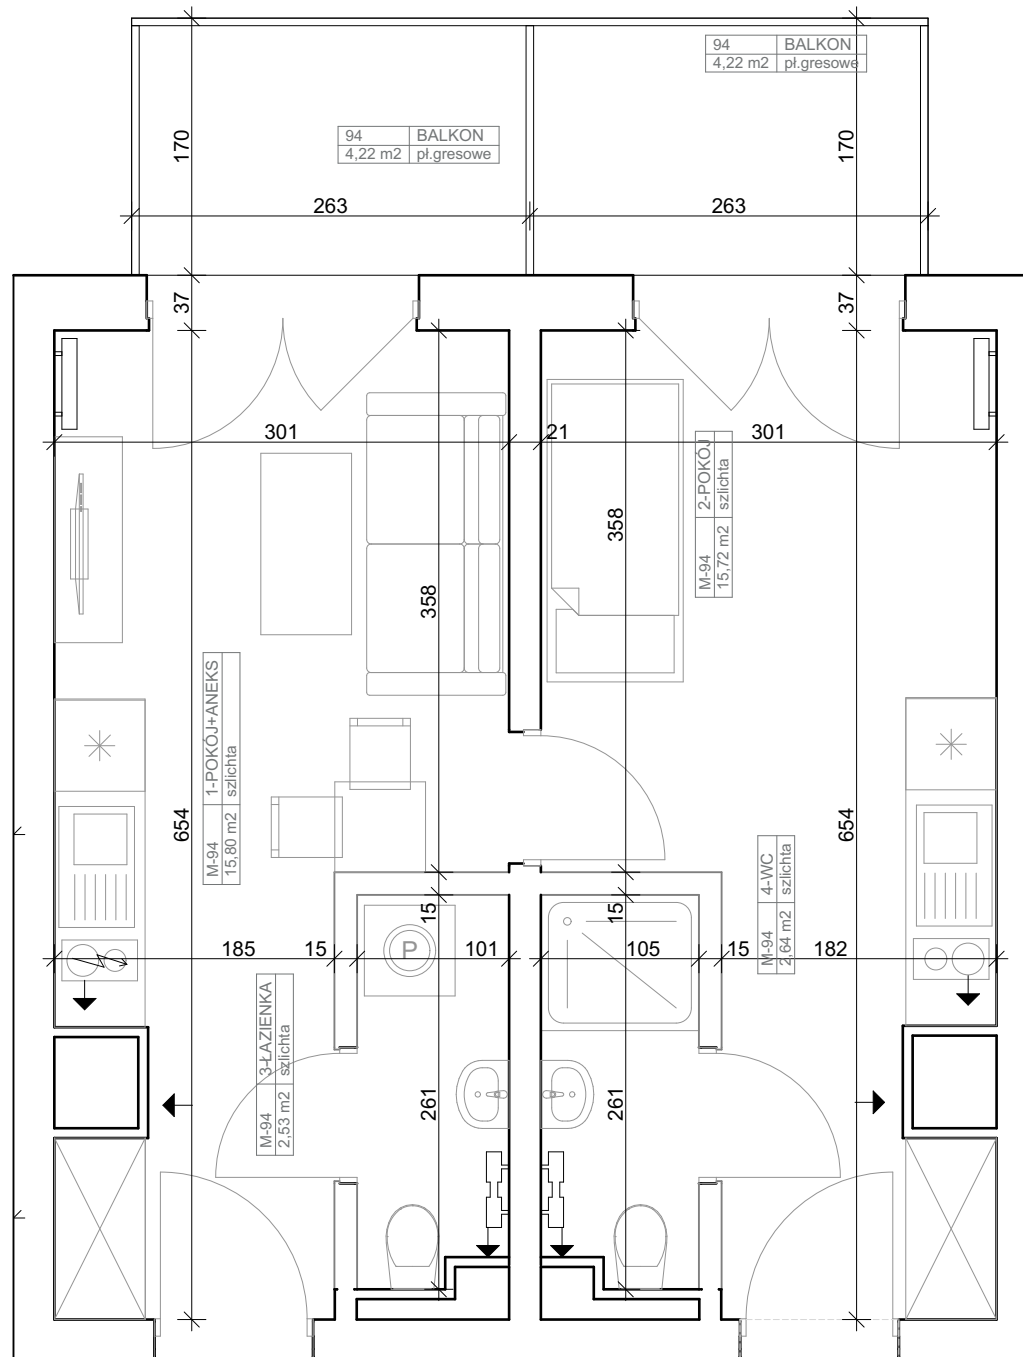 94 BALKON
4,22 m2 pł.gresowe
94 BALKON
4,22 m2 pł.gresowe
170
170
263
263
37
37
301
21
301
M-94 2-POKÓJ
15,72 m2 szlichta
358
358
M-94 1-POKÓJ+ANEKS
15,80 m2 szlichta
654
654
M-94 4-WC
2,64 m2 szlichta
15
15
P
185
15
101
105
15
182
M-94 3-ŁAZIENKA
2,53 m2 szlichta
261
261